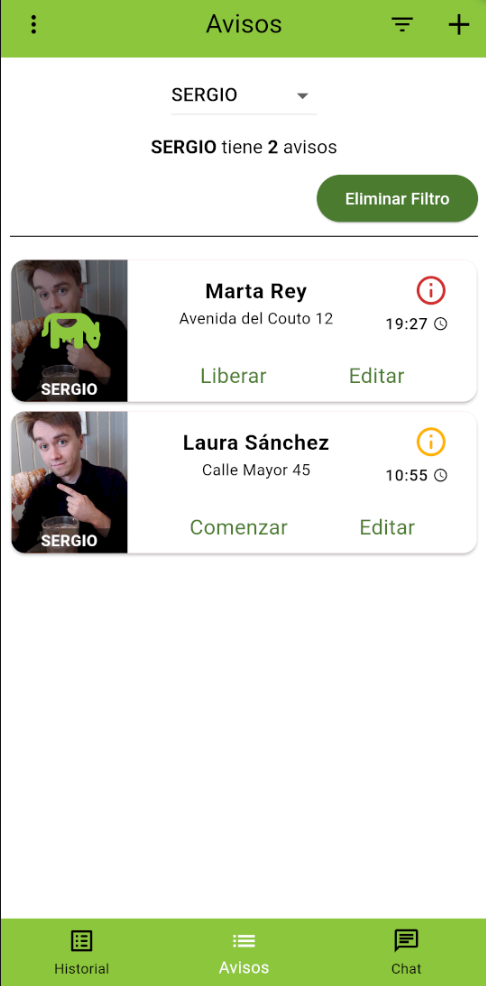 Avisos
SERGIO
SERGIO tiene 2 avisos
Eliminar Filtro
Marta Rey
Avenida del Couto 12
19:27
SERGIO
Liberar Editar
Laura Sánchez
Calle Mayor 45
10:55
SERGIO
Comenzar Editar
Historial Avisos Chat